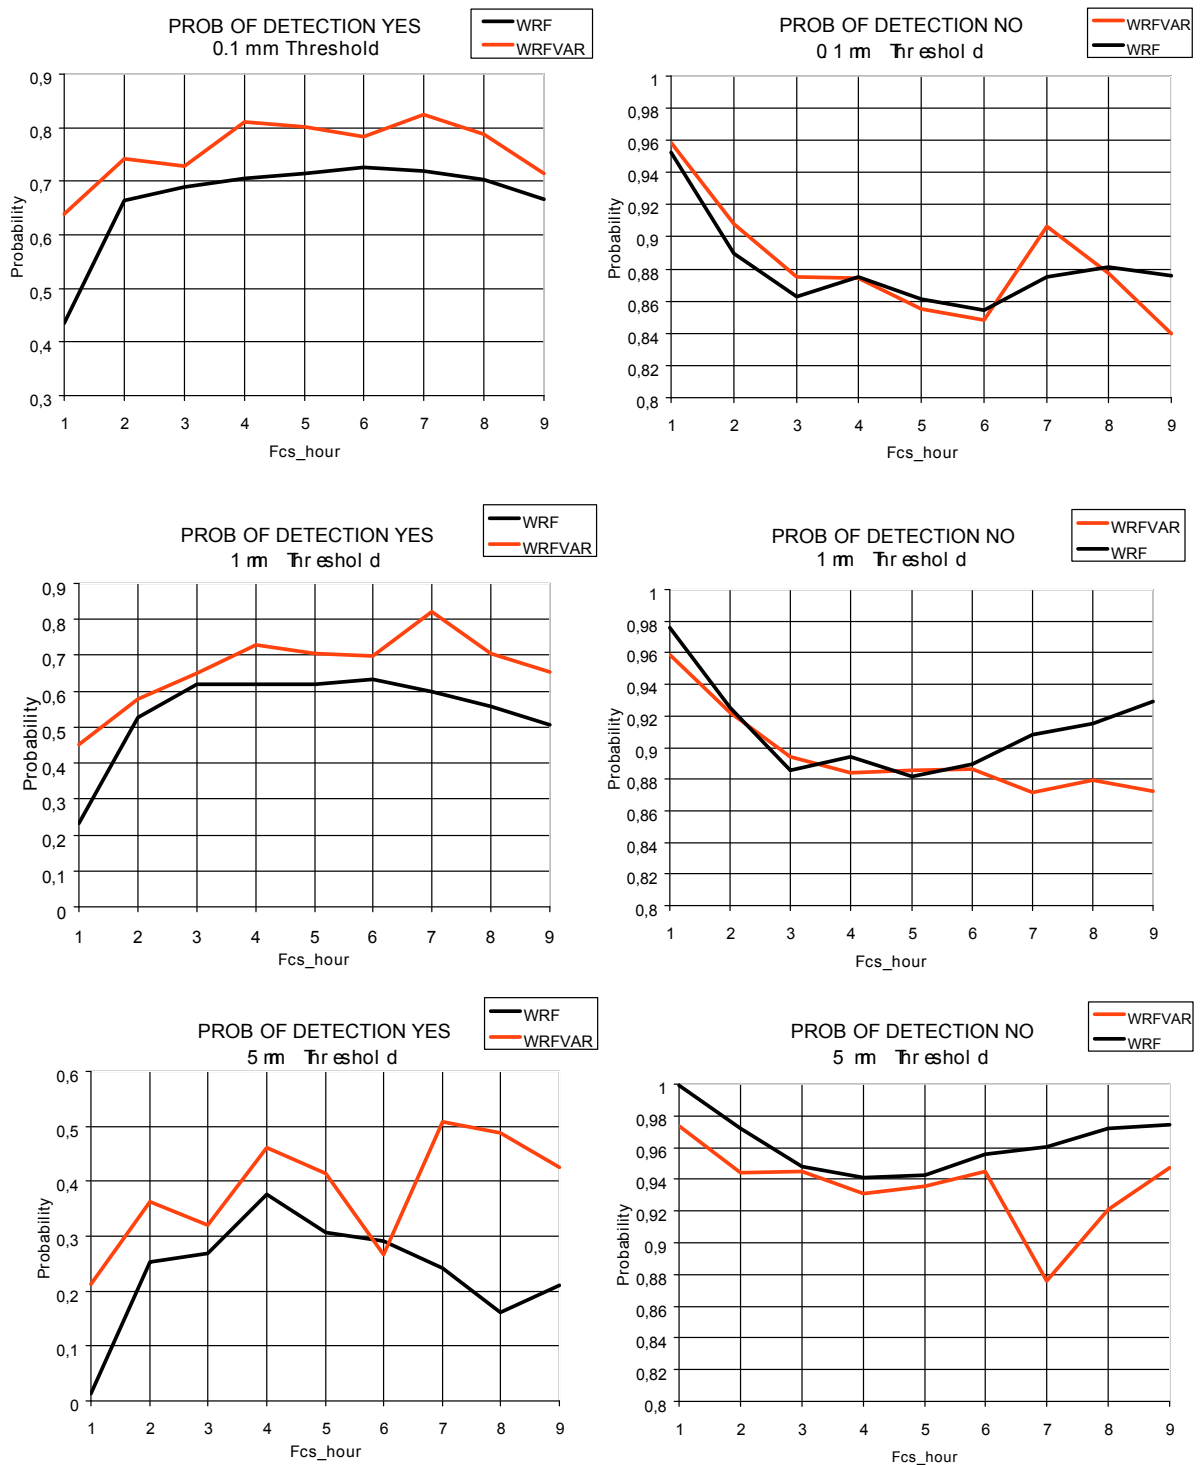 PROB OF DETECTION YES
0.1 mm Threshold
WRF
WRFVAR
0,9
0,8
0,7
0,6
0,5
0,4
0,3
Probability
1 2 3 4 5 6 7 8 9
Fcs_hour
PROB OF DETECTION NO
0.1 mm Threshold
WRFVAR
WRF
1
0,98
0,96
0,94
0,92
0,9
0,88
0,86
0,84
0,82
0,8
Probability
1 2 3 4 5 6 7 8 9
Fcs_hour
PROB OF DETECTION YES
1 mm Threshold
WRF
WRFVAR
0,9
0,8
0,7
0,6
0,5
0,4
0,3
0,2
0,1
0
Probability
1 2 3 4 5 6 7 8 9
Fcs_hour
PROB OF DETECTION NO
1 mm Threshold
WRFVAR
WRF
1
0,98
0,96
0,94
0,92
0,9
0,88
0,86
0,84
0,82
0,8
Probability
1 2 3 4 5 6 7 8 9
Fcs_hour
PROB OF DETECTION YES
5 mm Threshold
WRF
WRFVAR
0,6
0,5
0,4
0,3
0,2
0,1
0
Probability
1 2 3 4 5 6 7 8 9
Fcs_hour
PROB OF DETECTION NO
5 mm Threshold
WRFVAR
WRF
1
0,98
0,96
0,94
0,92
0,9
0,88
0,86
0,84
0,82
0,8
Probability
1 2 3 4 5 6 7 8 9
Fcs_hour